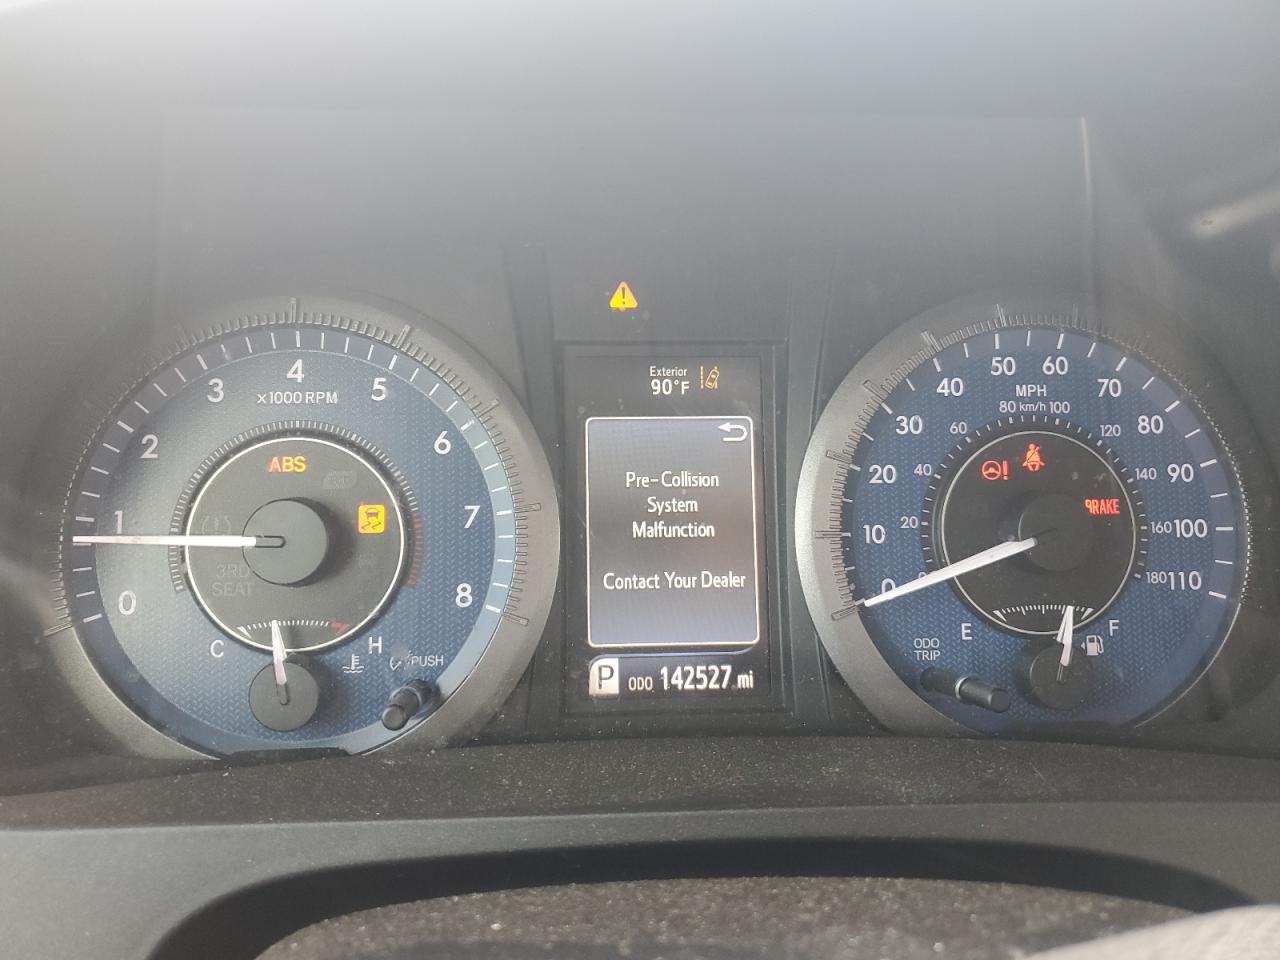 Exterior
90°F
Pre-Collision
System
Malfunction
Contact Your Dealer
P ODO 142527 mi
0 1 2 3 4 5 6 7 8
x1000 RPM
ABS
3RD
SEAT
C H
PUSH
0 10 20 30 40 50 60 70 80 90 100 110
MPH
80 km/h 100
20 40 60 120 140 160 180
BRAKE
E F
ODO
TRIP